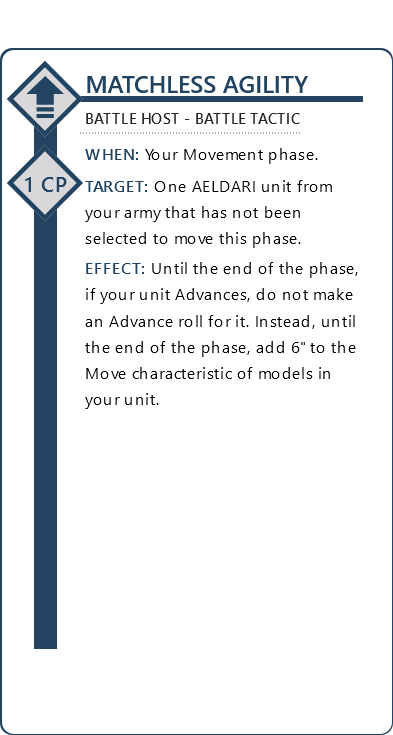 MATCHLESS AGILITY
BATTLE HOST - BATTLE TACTIC
WHEN: Your Movement phase.
1 CP
TARGET: One AELDARI unit from
your army that has not been
selected to move this phase.
EFFECT: Until the end of the phase,
if your unit Advances, do not make
an Advance roll for it. Instead, until
the end of the phase, add 6" to the
Move characteristic of models in
your unit.